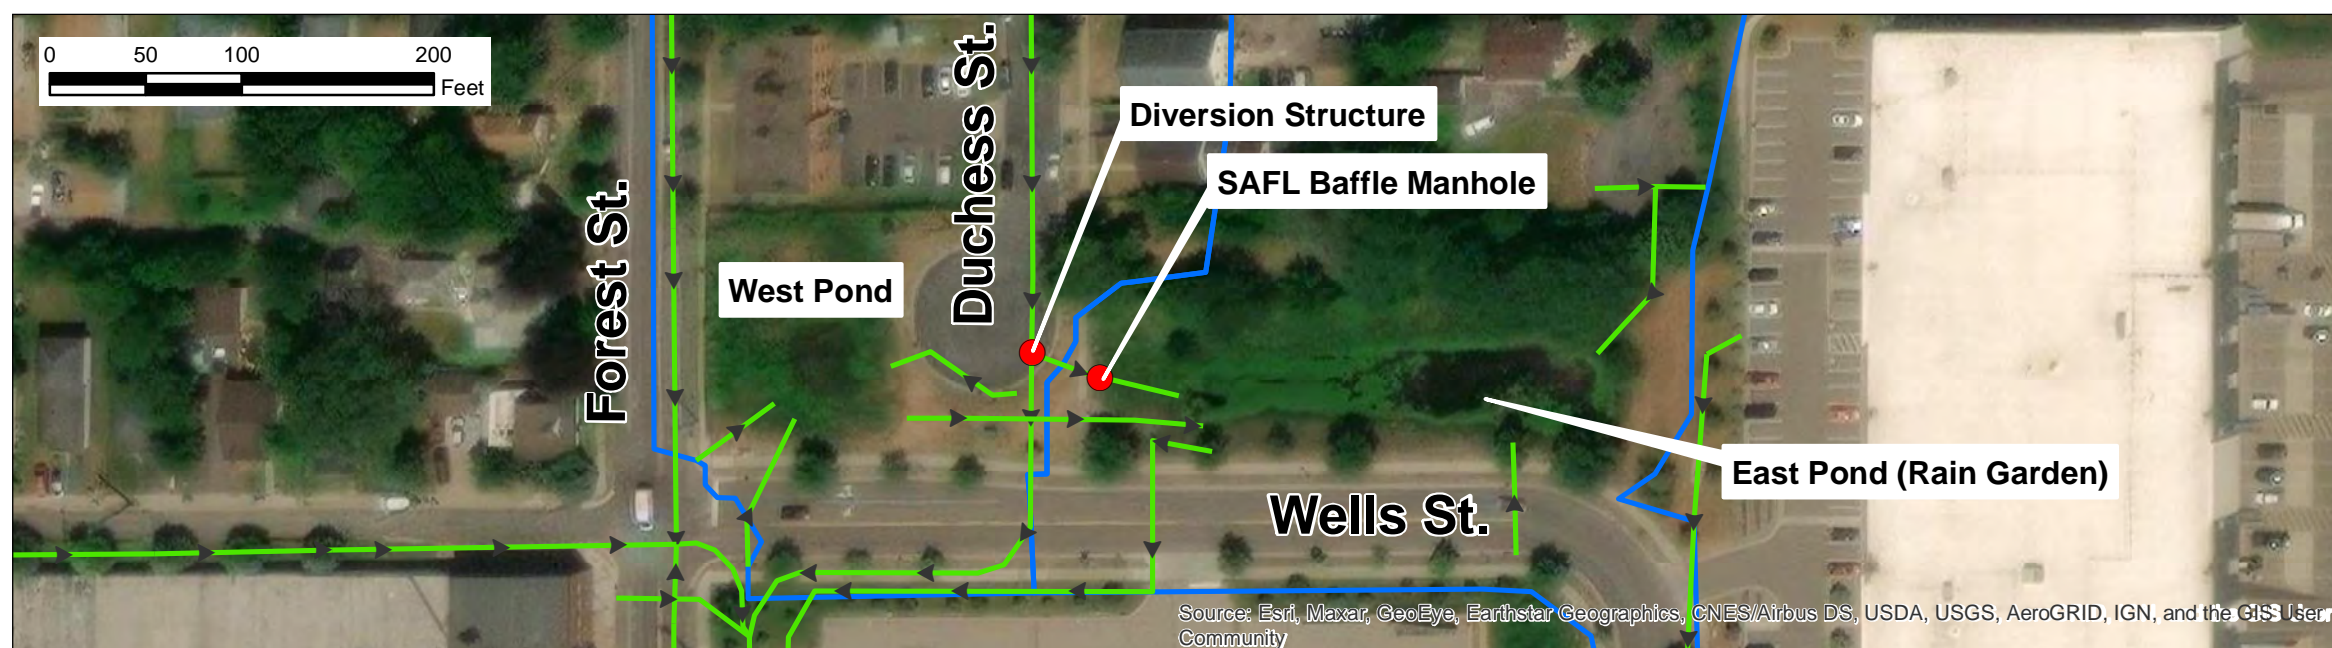 0 50 100 200
Feet
Duchess St.
Diversion Structure
SAFL Baffle Manhole
Forest St.
West Pond
East Pond (Rain Garden)
Wells St.
Source: Esri, Maxar, GeoEye, Earthstar Geographics, CNES/Airbus DS, USDA, USGS, AeroGRID, IGN, and the GIS User
Community